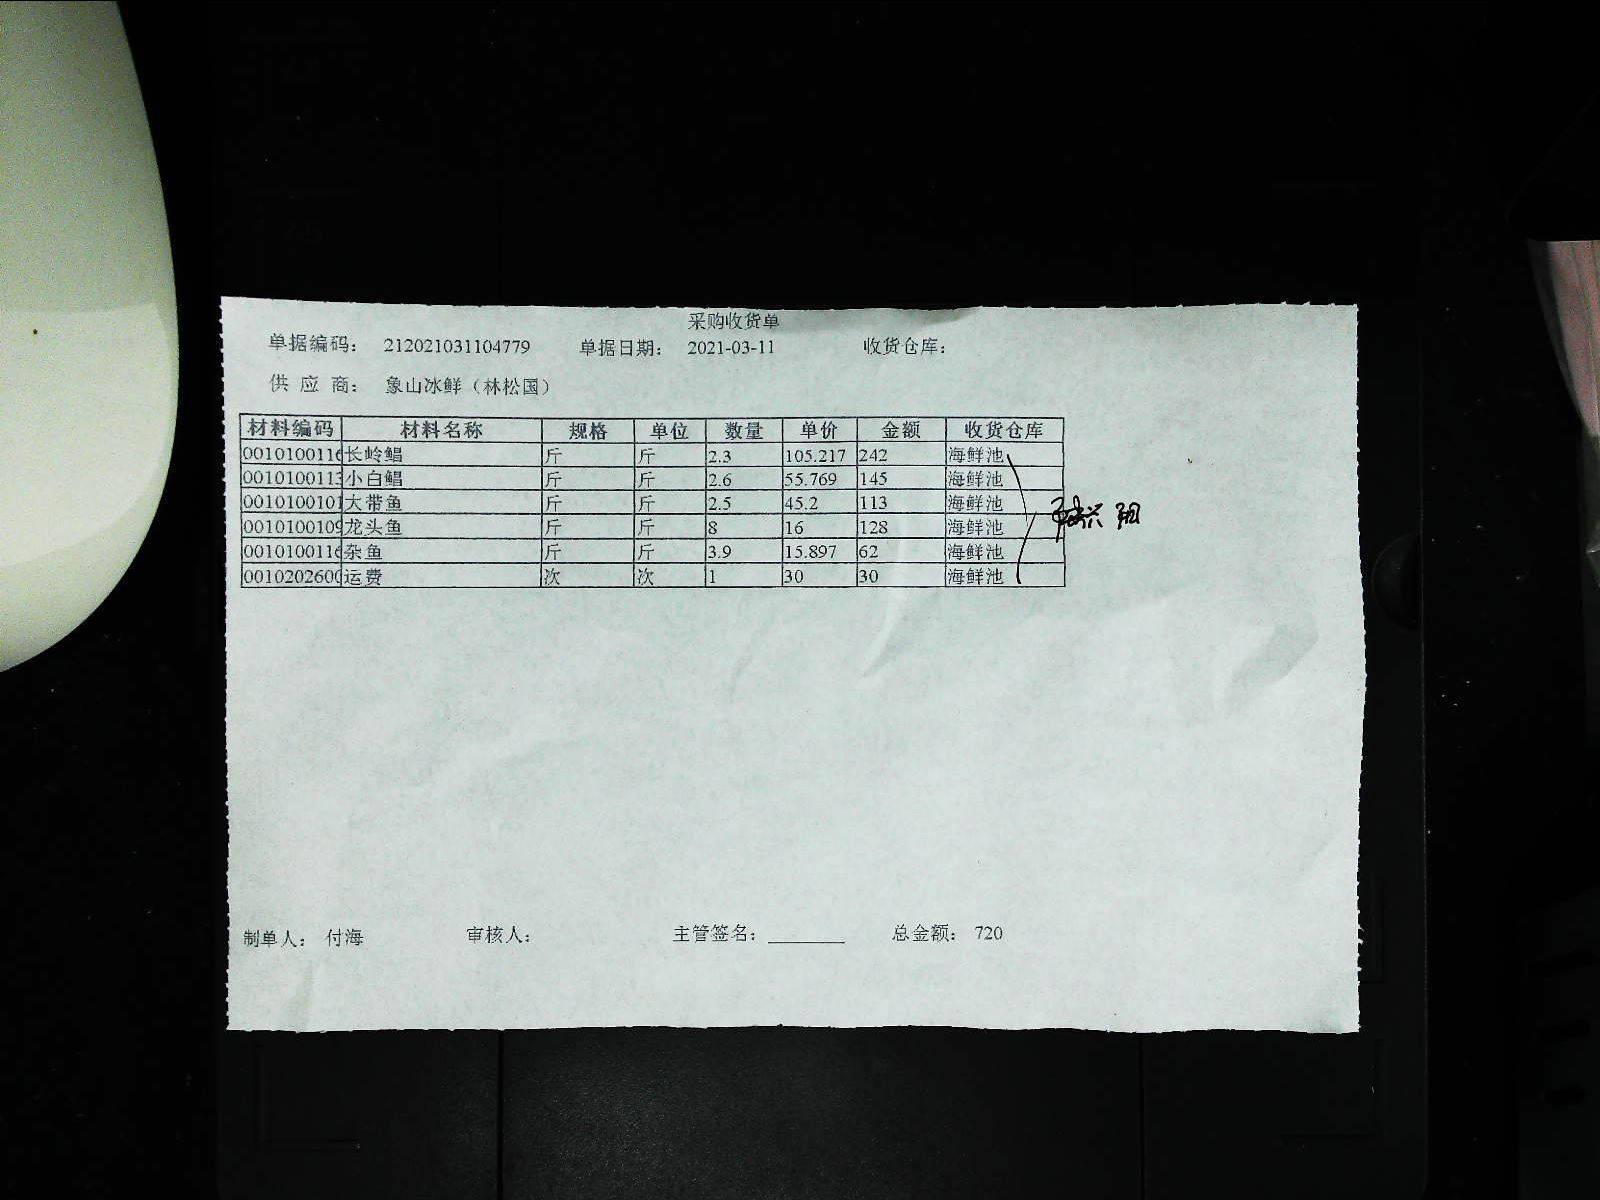 采购收货单
单据编码： 212021031104779 单据日期： 2021-03-11 收货仓库：
供 应 商： 象山冰鲜（林松国）
材料编码 材料名称 规格 单位 数量 单价 金额 收货仓库
001010011 长岭鲳 斤 斤 2.3 105.217 242 海鲜池
001010011 小白鲳 斤 斤 2.6 55.769 145 海鲜池
001010010 大带鱼 斤 斤 2.5 45.2 113 海鲜池
001010010 龙头鱼 斤 斤 8 16 128 海鲜池
001010011 杂鱼 斤 斤 3.9 15.897 62 海鲜池
001020260 运费 次 次 1 30 30 海鲜池
制单人： 付海 审核人： 主管签名： 总金额： 720